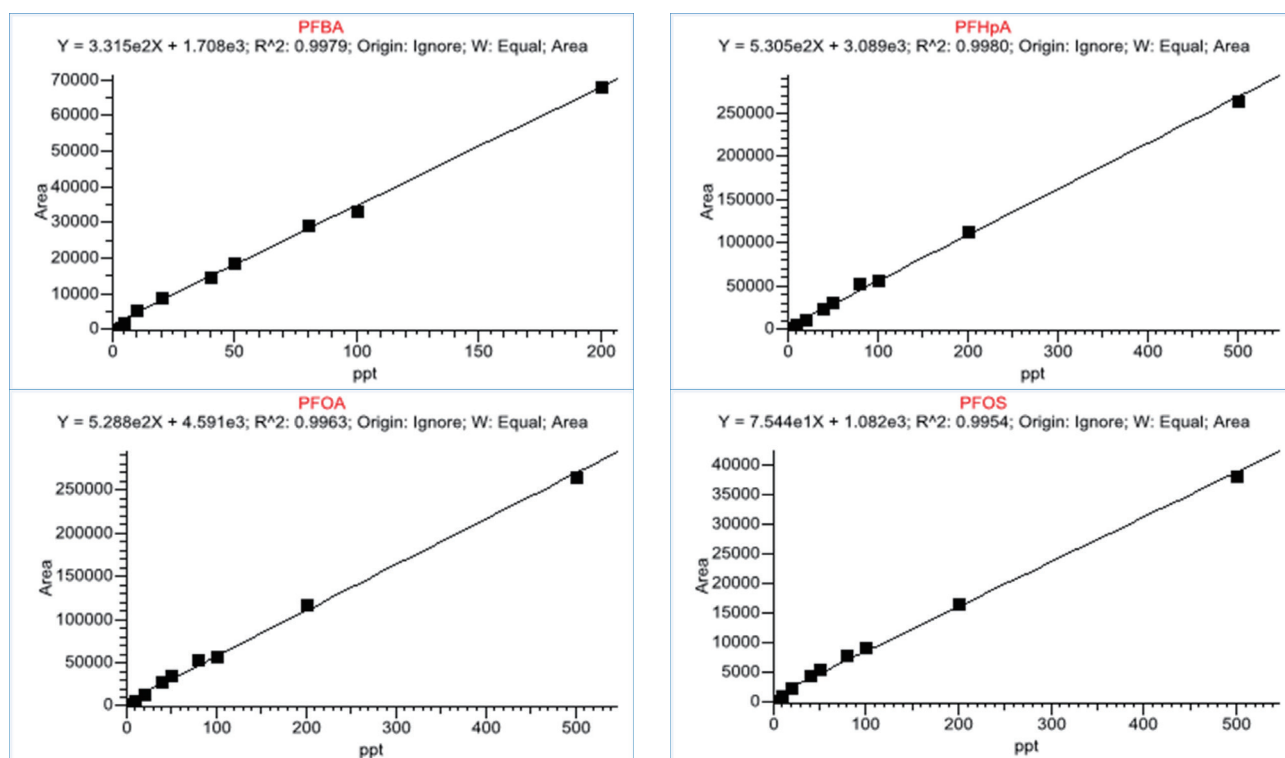 PFBA
Y = 3.315e2X + 1.708e3; R^2: 0.9979; Origin: Ignore; W: Equal; Area
70000
60000
50000
40000
30000
20000
10000
0
Area
0 50 100 150 200
ppt
PFHpA
Y = 5.305e2X + 3.089e3; R^2: 0.9980; Origin: Ignore; W: Equal; Area
250000
200000
150000
100000
50000
0
Area
0 100 200 300 400 500
ppt
PFOA
Y = 5.288e2X + 4.591e3; R^2: 0.9963; Origin: Ignore; W: Equal; Area
250000
200000
150000
100000
50000
0
Area
0 100 200 300 400 500
ppt
PFOS
Y = 7.544e1X + 1.082e3; R^2: 0.9954; Origin: Ignore; W: Equal; Area
40000
35000
30000
25000
20000
15000
10000
5000
0
Area
0 100 200 300 400 500
ppt